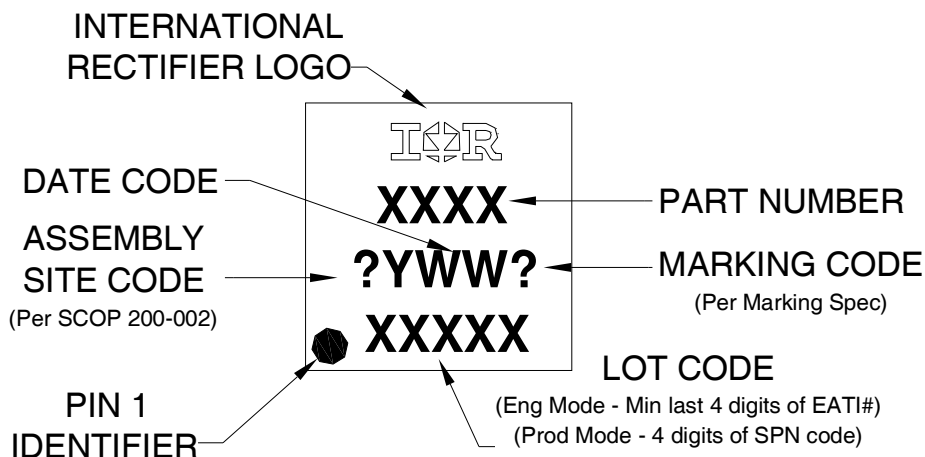 INTERNATIONAL
RECTIFIER LOGO
IOR
DATE CODE
XXXX
PART NUMBER
ASSEMBLY
SITE CODE
(Per SCOP 200-002)
?YWW?
MARKING CODE
(Per Marking Spec)
XXXXX
LOT CODE
(Eng Mode - Min last 4 digits of EATI#)
(Prod Mode - 4 digits of SPN code)
PIN 1
IDENTIFIER